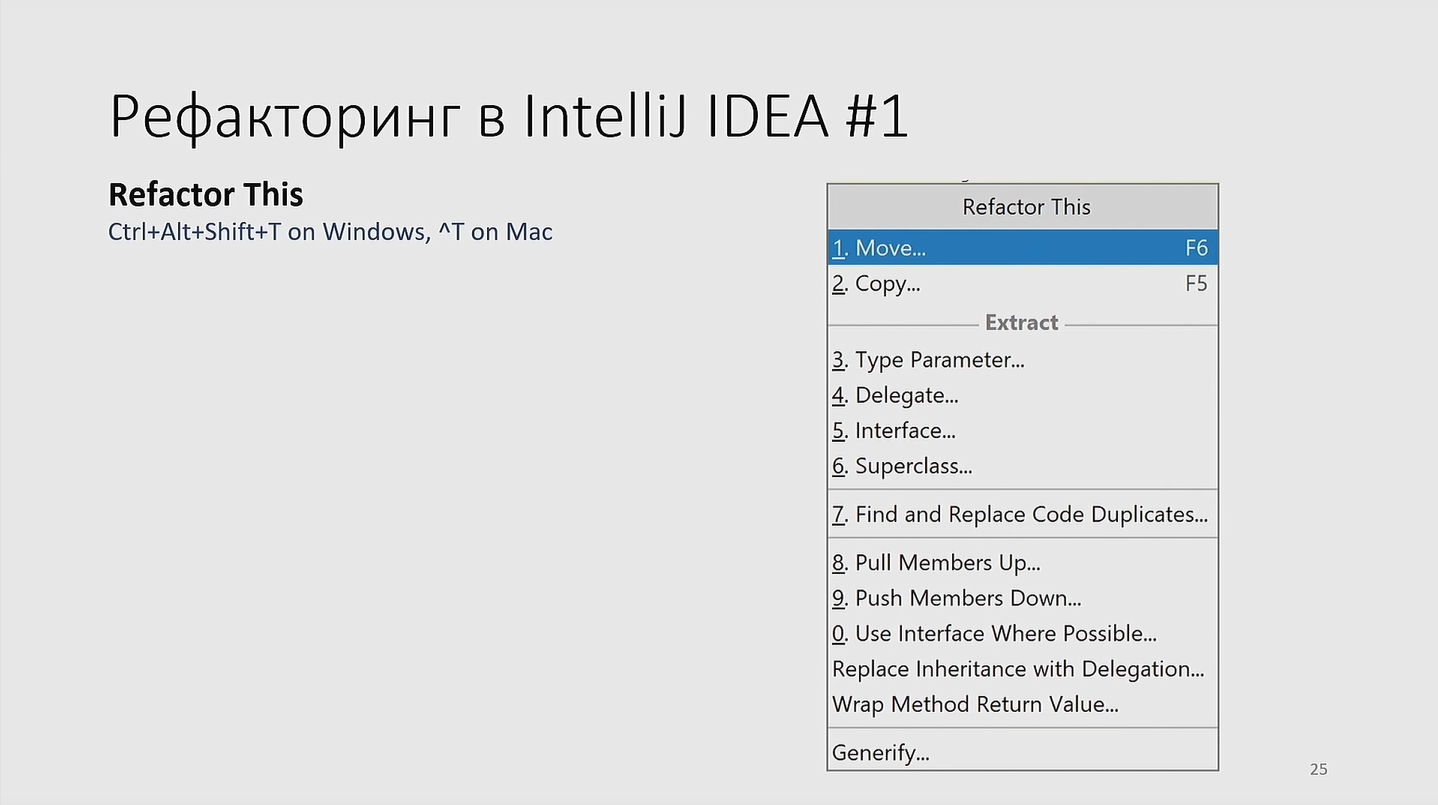 Рефакторинг в IntelliJ IDEA #1
Refactor This
Ctrl+Alt+Shift+T on Windows, ^T on Mac
Refactor This
1. Move... F6
2. Copy... F5
Extract
3. Type Parameter...
4. Delegate...
5. Interface...
6. Superclass...
7. Find and Replace Code Duplicates...
8. Pull Members Up...
9. Push Members Down...
0. Use Interface Where Possible...
Replace Inheritance with Delegation...
Wrap Method Return Value...
Generify...
25